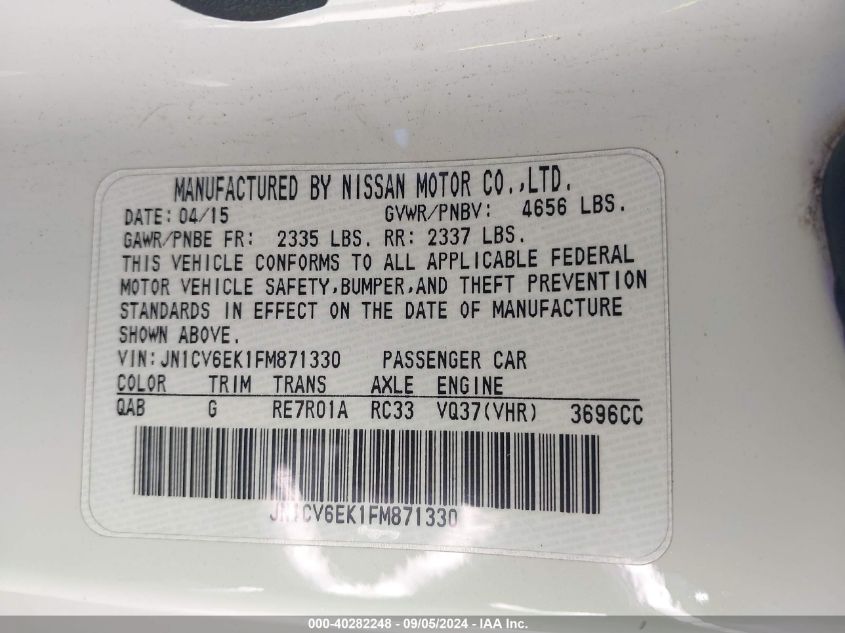 MANUFACTURED BY NISSAN MOTOR CO.,LTD.
DATE: 04/15 GVWR/PNBV: 4656 LBS.
GAWR/PNBE FR: 2335 LBS. RR: 2337 LBS.
THIS VEHICLE CONFORMS TO ALL APPLICABLE FEDERAL
MOTOR VEHICLE SAFETY,BUMPER,AND THEFT PREVENTION
STANDARDS IN EFFECT ON THE DATE OF MANUFACTURE
SHOWN ABOVE.
VIN:JN1CV6EK1FM871330 PASSENGER CAR
COLOR TRIM TRANS AXLE ENGINE
QAB G RE7R01A RC33 VQ37(VHR) 3696CC
JN1CV6EK1FM871330
000-40282248 - 09/05/2024 - IAA Inc.